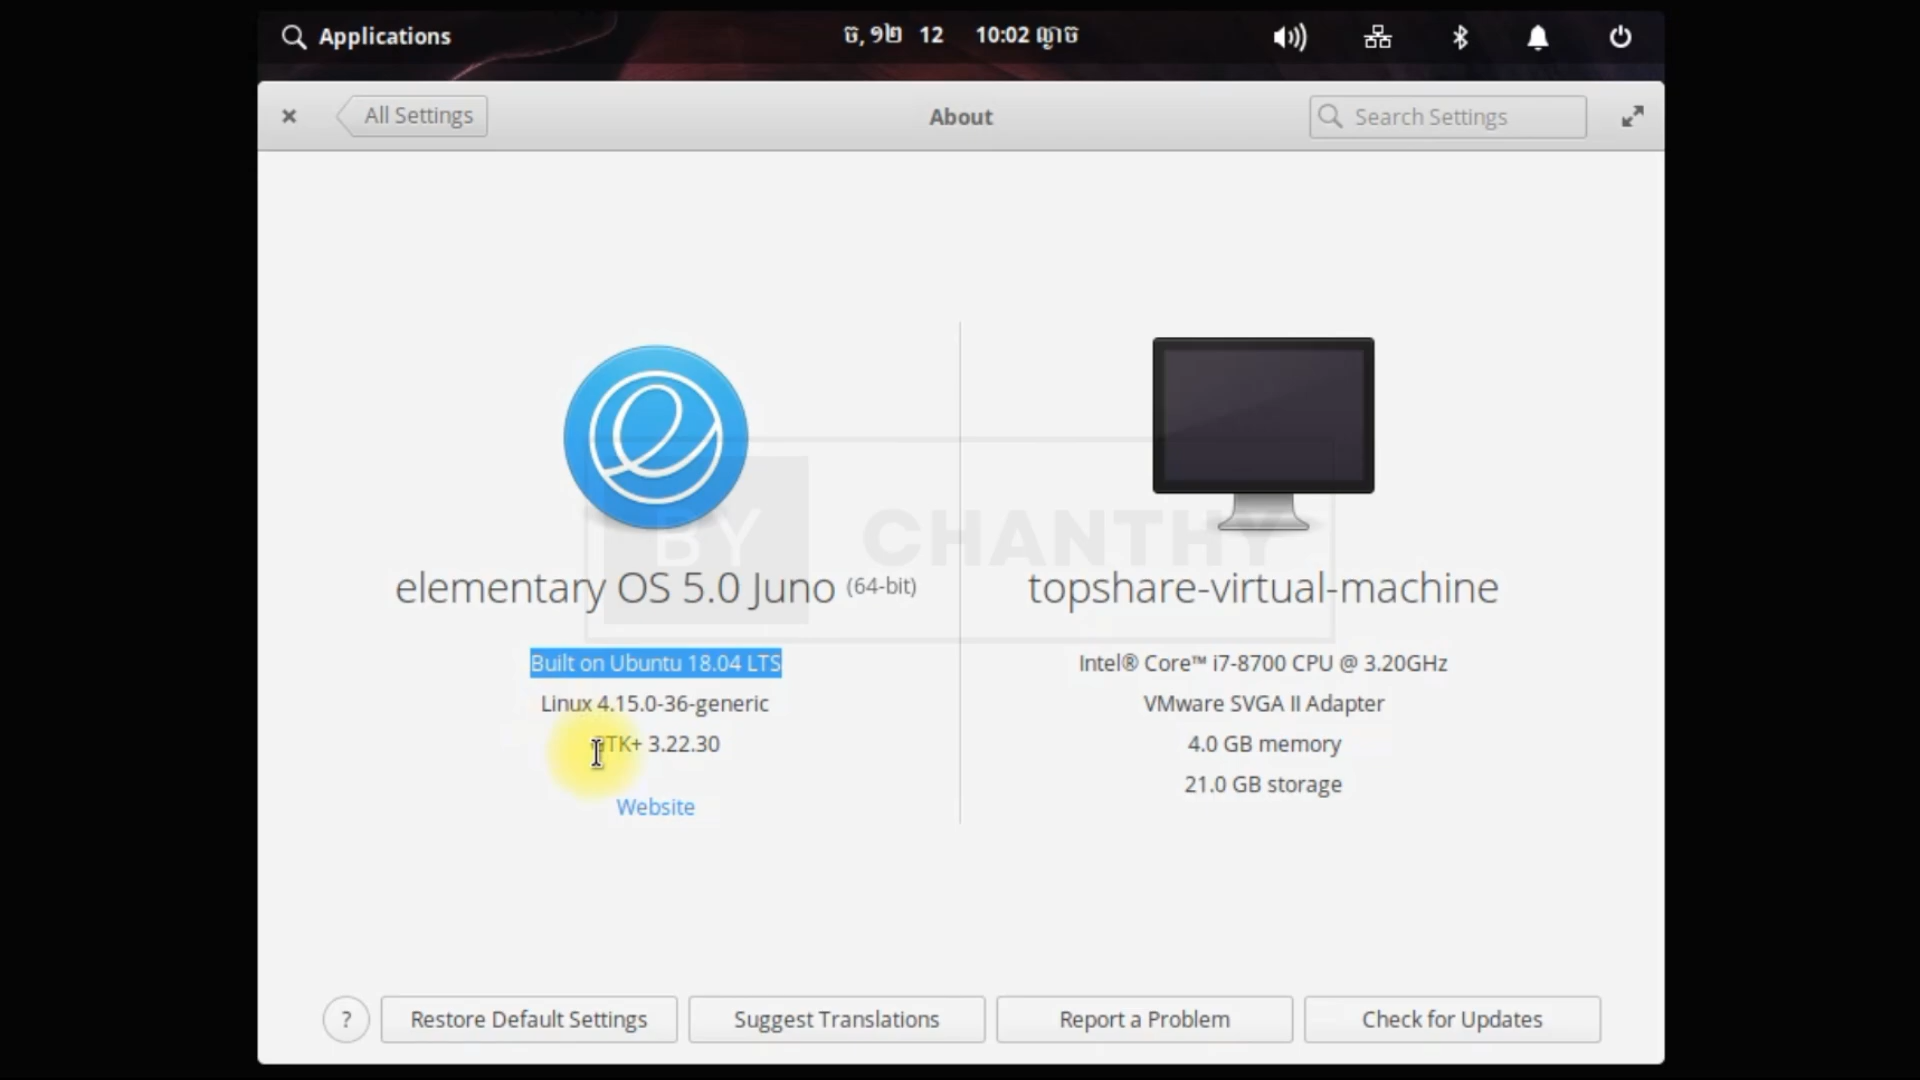 Applications
ច, ១២ 12 10:02 ល្ងាច
All Settings
About
Search Settings
BY CHANTHY
elementary OS 5.0 Juno (64-bit)
Built on Ubuntu 18.04 LTS
Linux 4.15.0-36-generic
GTK+ 3.22.30
Website
topshare-virtual-machine
Intel® Core™ i7-8700 CPU @ 3.20GHz
VMware SVGA II Adapter
4.0 GB memory
21.0 GB storage
?
Restore Default Settings
Suggest Translations
Report a Problem
Check for Updates